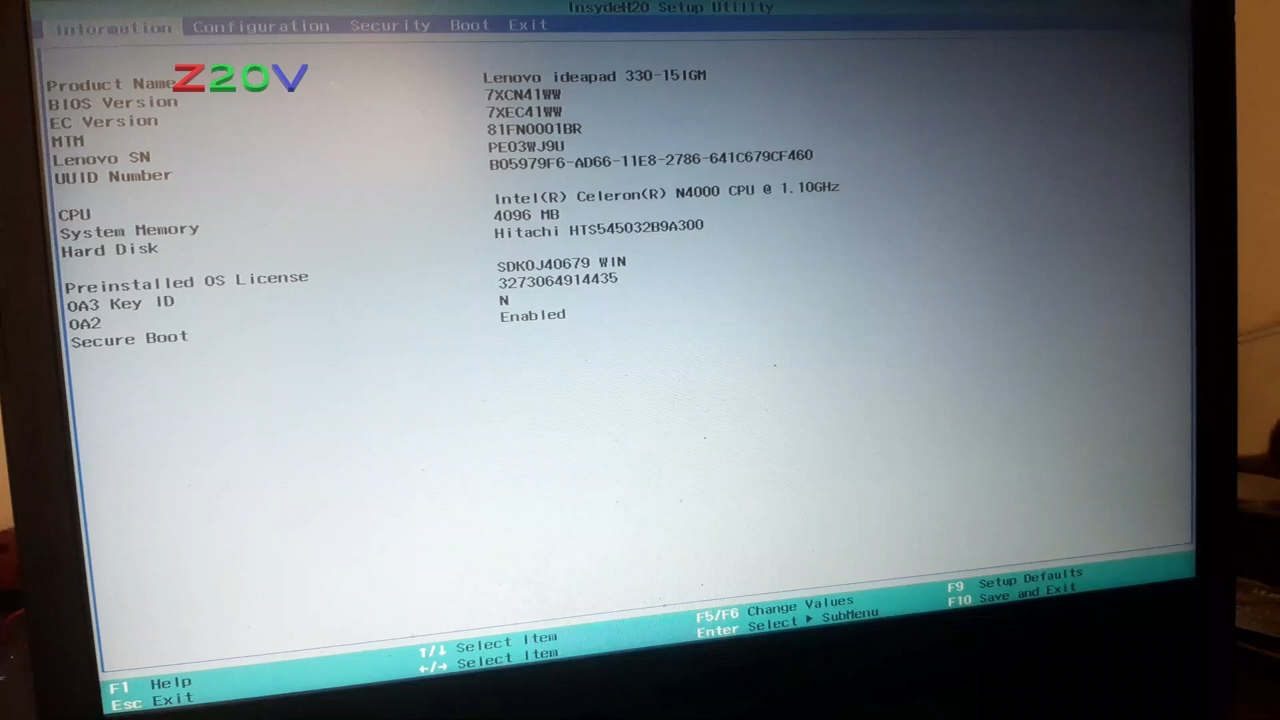 InsydeH2O Setup Utility
Information Configuration Security Boot Exit
Z20V
Product Name Lenovo ideapad 330-15IGM
BIOS Version 7XCN41WW
EC Version 7XEC41WW
MTM 81FN0001BR
Lenovo SN PE03WJ9U
UUID Number B05979F6-AD66-11E8-2786-641C679CF460
CPU Intel(R) Celeron(R) N4000 CPU @ 1.10GHz
System Memory 4096 MB
Hard Disk Hitachi HTS545032B9A300
Preinstalled OS License SDK0J40679 WIN
OA3 Key ID 3273064914435
OA2 N
Secure Boot Enabled
F1 Help ↑/↓ Select Item F5/F6 Change Values F9 Setup Defaults
Esc Exit ←/→ Select Item Enter Select ▶ SubMenu F10 Save and Exit